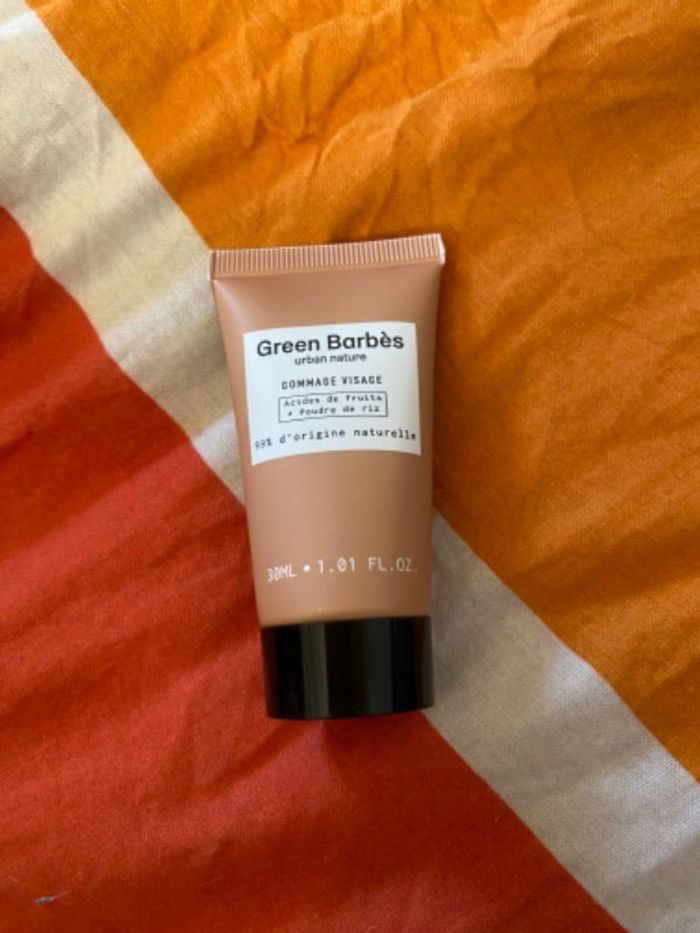 Green Barbès
urban nature
GOMMAGE VISAGE
Acides de fruits
+ Poudre de riz
99% d'origine naturelle
30ML • 1.01 FL.OZ.